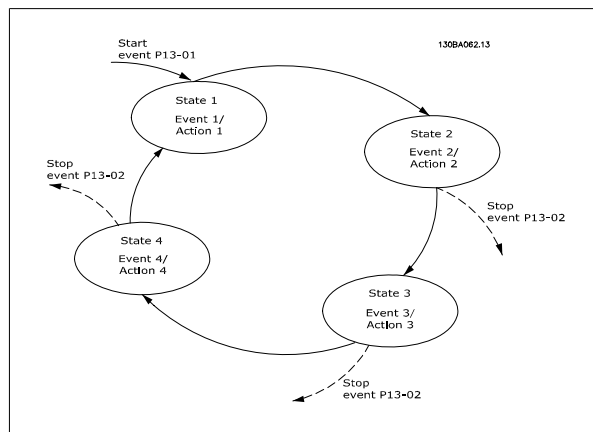 Start
event P13-01
130BA062.13
State 1
Event 1/
Action 1
State 2
Event 2/
Action 2
Stop
event P13-02
Stop
event P13-02
State 4
Event 4/
Action 4
State 3
Event 3/
Action 3
Stop
event P13-02